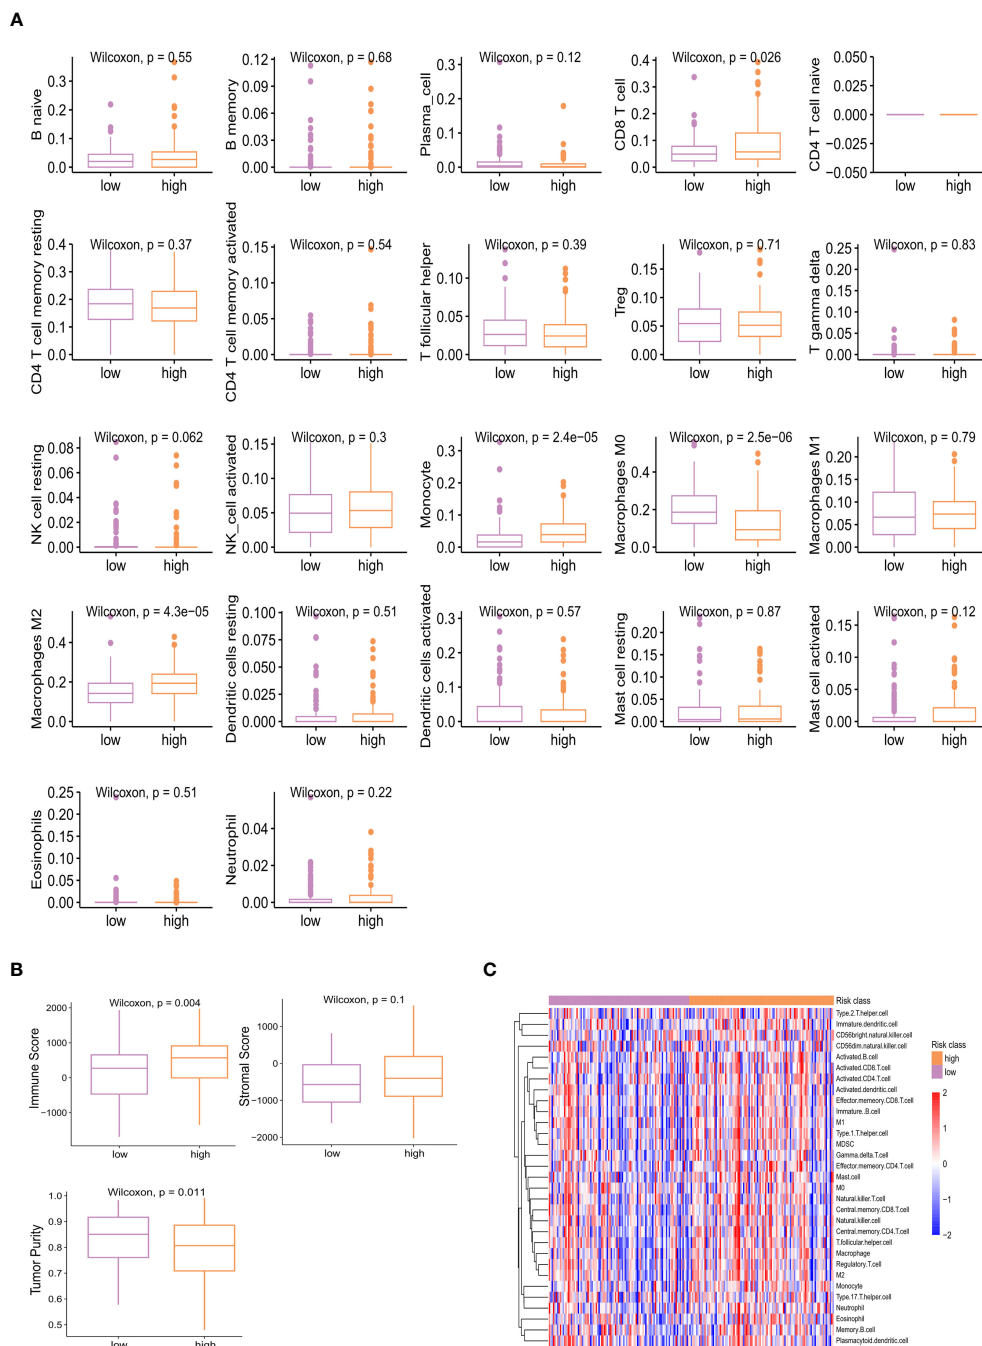 A
Wilcoxon, p = 0.55
B naive
0.3
0.2
0.1
0.0
low high
Wilcoxon, p = 0.68
B memory
0.12
0.09
0.06
0.03
0.00
low high
Wilcoxon, p = 0.12
Plasma_cell
0.3
0.2
0.1
0.0
low high
Wilcoxon, p = 0.026
CD8 T cell
0.4
0.3
0.2
0.1
0.0
low high
CD4 T cell naive
0.050
0.025
0.000
−0.025
−0.050
low high
Wilcoxon, p = 0.37
CD4 T cell memory resting
0.4
0.3
0.2
0.1
0.0
low high
Wilcoxon, p = 0.54
CD4 T cell memory activated
0.15
0.10
0.05
0.00
low high
Wilcoxon, p = 0.39
T follicular helper
0.10
0.05
0.00
low high
Wilcoxon, p = 0.71
Treg
0.15
0.10
0.05
0.00
low high
Wilcoxon, p = 0.83
T gamma delta
0.25
0.20
0.15
0.10
0.05
0.00
low high
Wilcoxon, p = 0.062
NK cell resting
0.08
0.06
0.04
0.02
0.00
low high
Wilcoxon, p = 0.3
NK_cell activated
0.15
0.10
0.05
0.00
low high
Wilcoxon, p = 2.4e−05
Monocyte
0.3
0.2
0.1
0.0
low high
Wilcoxon, p = 2.5e−06
Macrophages M0
0.4
0.2
0.0
low high
Wilcoxon, p = 0.79
Macrophages M1
0.20
0.15
0.10
0.05
0.00
low high
Wilcoxon, p = 4.3e−05
Macrophages M2
0.4
0.2
0.0
low high
Wilcoxon, p = 0.51
Dendritic cells resting
0.100
0.075
0.050
0.025
0.000
low high
Wilcoxon, p = 0.57
Dendritic cells activated
0.3
0.2
0.1
0.0
low high
Wilcoxon, p = 0.87
Mast cell resting
0.20
0.15
0.10
0.05
0.00
low high
Wilcoxon, p = 0.12
Mast cell activated
0.15
0.10
0.05
0.00
low high
Wilcoxon, p = 0.51
Eosinophils
0.25
0.20
0.15
0.10
0.05
0.00
low high
Wilcoxon, p = 0.22
Neutrophil
0.04
0.02
0.00
low high
B
Wilcoxon, p = 0.004
Immune Score
2000
1000
0
−1000
low high
Wilcoxon, p = 0.1
Stromal Score
1000
0
−1000
−2000
low high
Wilcoxon, p = 0.011
Tumor Purity
1.0
0.9
0.8
0.7
0.6
0.5
low high
C
Risk class
Type.2.T.helper.cell
Immature.dendritic.cell
CD56bright.natural.killer.cell
CD56dim.natural.killer.cell
Activated.B.cell
Activated.CD8.T.cell
Activated.CD4.T.cell
Activated.dendritic.cell
Effector.memeory.CD8.T.cell
Immature..B.cell
M1
Type.1.T.helper.cell
MDSC
Gamma.delta.T.cell
Effector.memeory.CD4.T.cell
Mast.cell
M0
Natural.killer.T.cell
Central.memory.CD8.T.cell
Natural.killer.cell
Central.memory.CD4.T.cell
T.follicular.helper.cell
Macrophage
Regulatory.T.cell
M2
Monocyte
Type.17.T.helper.cell
Neutrophil
Eosinophil
Memory.B.cell
Plasmacytoid.dendritic.cell
Risk class
high
low
2
1
0
−1
−2